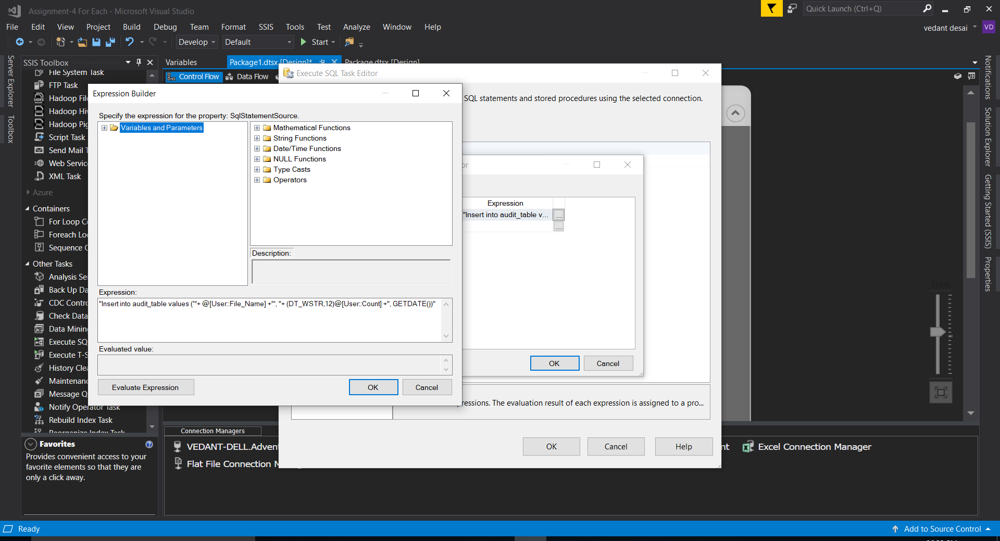 Assignment-4 For Each - Microsoft Visual Studio
Quick Launch (Ctrl+Q)
File Edit View Project Build Debug Team Format SSIS Tools Test Analyze Window Help
vedant desai VD
Develop Default Start
Server Explorer
Toolbox
SSIS Toolbox
File System Task
FTP Task
Hadoop File
Hadoop Hiv
Hadoop Pig
Script Task
Send Mail T
Web Servic
XML Task
Azure
Containers
For Loop Co
Foreach Loo
Sequence C
Other Tasks
Analysis Se
Back Up Da
CDC Contro
Check Data
Data Mining
Execute SQ
Execute T-S
History Clea
Maintenanc
Message Q
Notify Operator Task
Rebuild Index Task
Reorganize Index Task
Favorites
Provides convenient access to your
favorite elements so that they are
only a click away.
Variables Package1.dtsx [Design]* Package.dtsx [Design]
Control Flow Data Flow
Execute SQL Task Editor
SQL statements and stored procedures using the selected connection.
Expression Builder
Specify the expression for the property: SqlStatementSource.
Variables and Parameters
Mathematical Functions
String Functions
Date/Time Functions
NULL Functions
Type Casts
Operators
Description:
Expression:
"Insert into audit_table values ('"+ @[User::File_Name] +"', "+ (DT_WSTR,12)@[User::Count] +", GETDATE())"
Evaluated value:
Evaluate Expression OK Cancel
or
Expression
"Insert into audit_table v... ...
...
OK Cancel
pressions. The evaluation result of each expression is assigned to a pro...
OK Cancel Help
110%
Connection Managers
VEDANT-DELL.Advent
nt
Excel Connection Manager
Flat File Connection M
Notifications
Solution Explorer
Getting Started (SSIS)
Properties
Ready
Add to Source Control